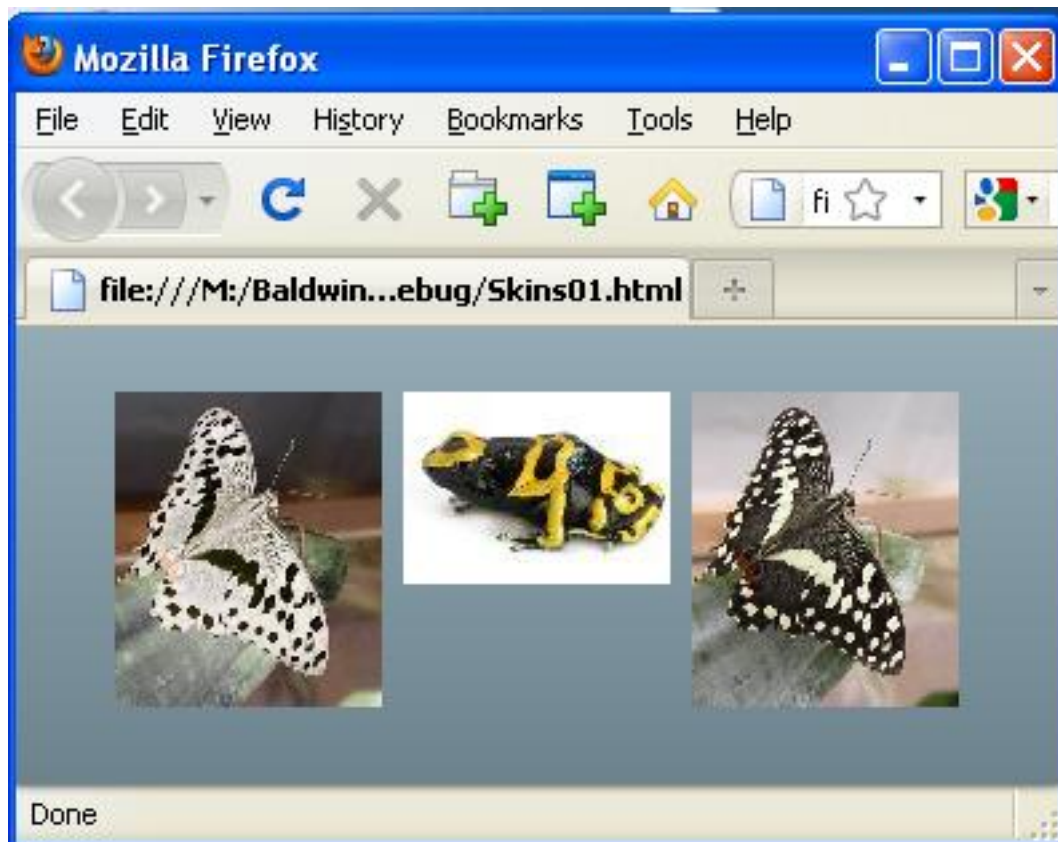 Mozilla Firefox
File Edit View History Bookmarks Tools Help
fi
file:///M:/Baldwin...ebug/Skins01.html
Done